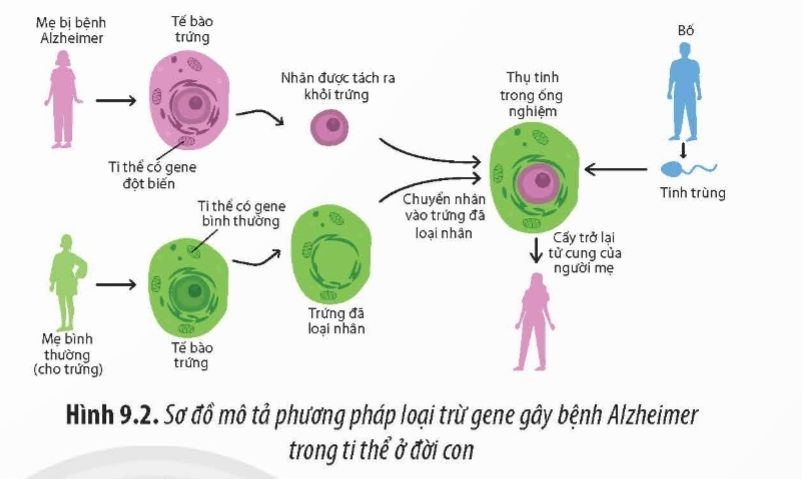 Mẹ bị bệnh
Alzheimer
Tế bào
trứng
Nhân được tách ra
khỏi trứng
Thụ tinh
trong ống
nghiệm
Bố
Ti thể có gene
đột biến
Tinh trùng
Ti thể có gene
bình thường
Chuyển nhân
vào trứng đã
loại nhân
Cấy trở lại
tử cung của
người mẹ
Mẹ bình
thường
(cho trứng)
Tế bào
trứng
Trứng đã
loại nhân
Hình 9.2. Sơ đồ mô tả phương pháp loại trừ gene gây bệnh Alzheimer
trong ti thể ở đời con